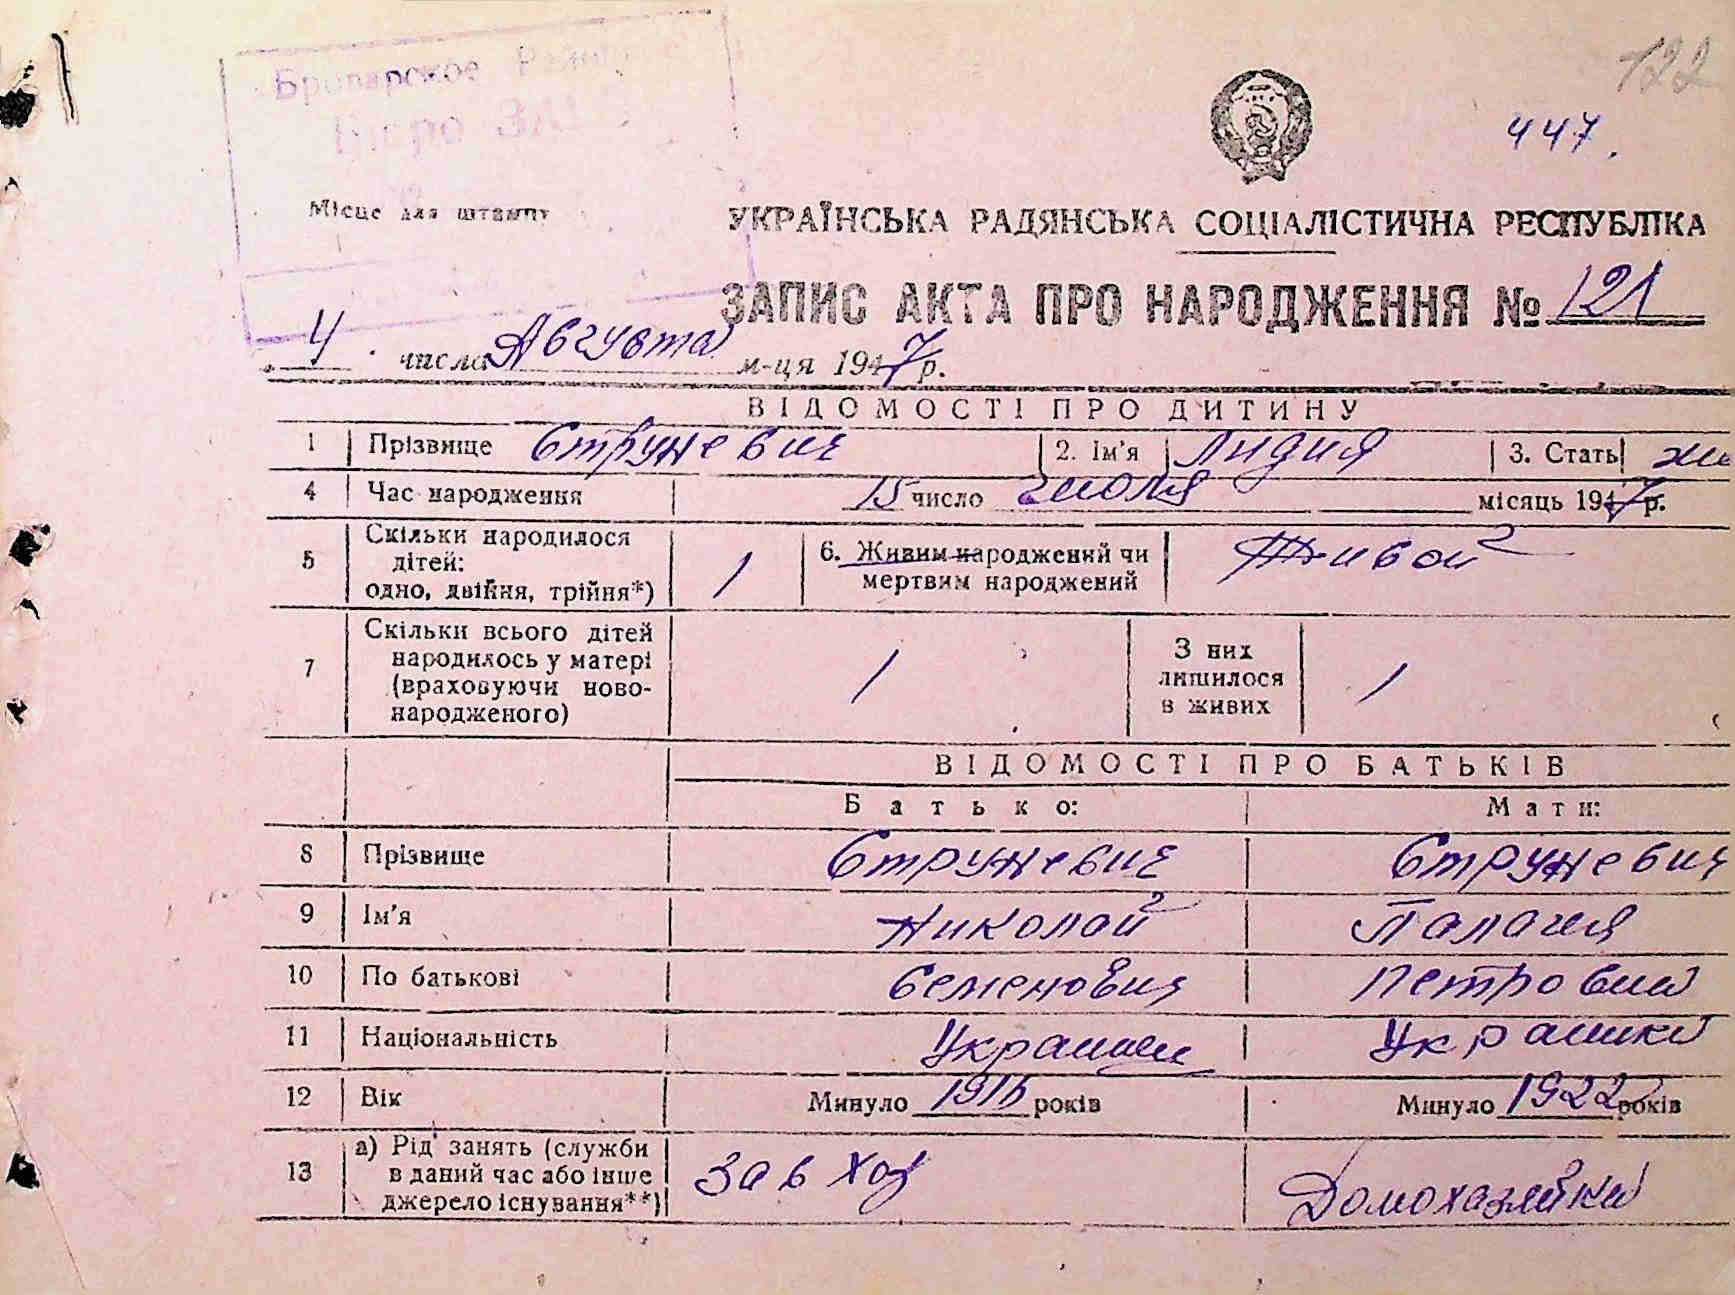 122
447.
Броварское
Бюро ЗАГС
Місце для штампу
УКРАЇНСЬКА РАДЯНСЬКА СОЦІАЛІСТИЧНА РЕСПУБЛІКА
ЗАПИС АКТА ПРО НАРОДЖЕННЯ № 121
4 числа Августа м-ця 1947 р.
ВІДОМОСТІ ПРО ДИТИНУ
1 Прізвище Струневич 2. Ім'я Лидия 3. Стать
4 Час народження 15 число июля місяць 1947 р.
5 Скільки народилося дітей: одно, двійня, трійня*) 1 6. Живим народжений чи мертвим народжений Живой
7 Скільки всього дітей народилось у матері (враховуючи новонародженого) 1 З них лишилося в живих 1
ВІДОМОСТІ ПРО БАТЬКІВ
Батько: Мати:
8 Прізвище Струневич Струневич
9 Ім'я Николай Палагея
10 По батькові Семенович Петровна
11 Національність Украинец Украинка
12 Вік Минуло 1916 років Минуло 1922 років
13 а) Рід занять (служби в даний час або інше джерело існування**) Зав Хоз Домохазяйка